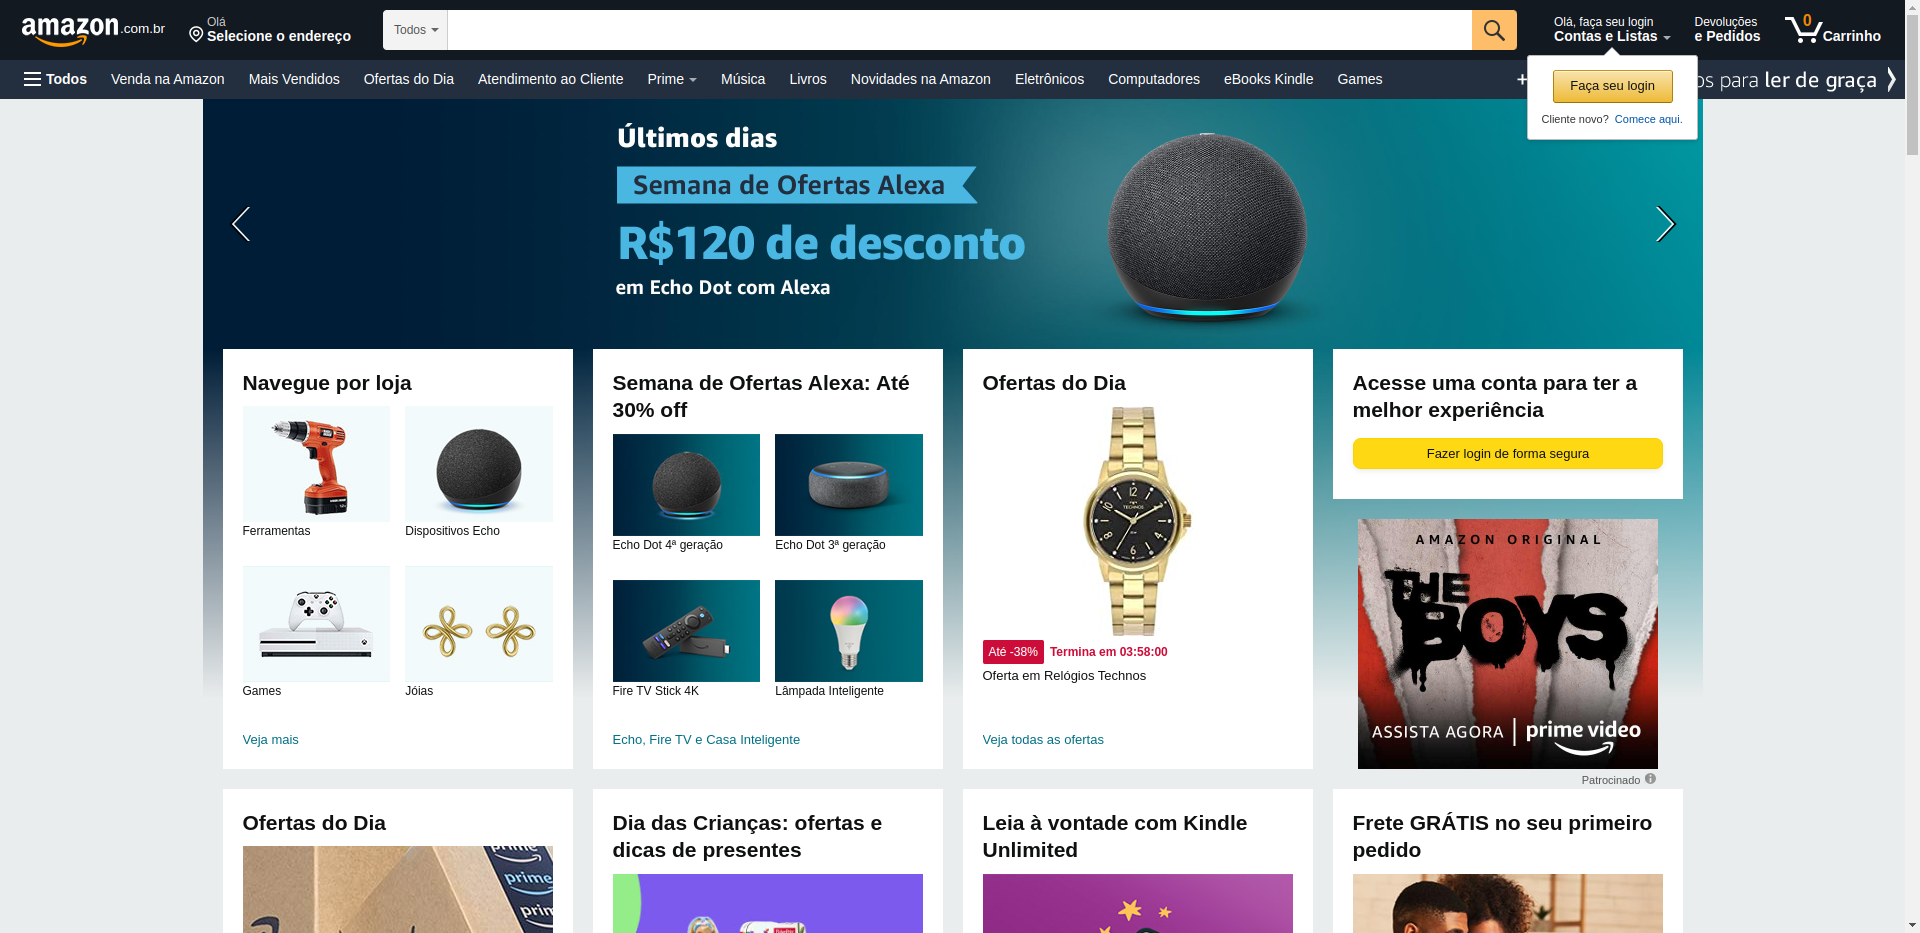 amazon.com.br
Olá
Selecione o endereço
Todos
Olá, faça seu login
Contas e Listas
Devoluções
e Pedidos
0
Carrinho
Todos
Venda na Amazon
Mais Vendidos
Ofertas do Dia
Atendimento ao Cliente
Prime
Música
Livros
Novidades na Amazon
Eletrônicos
Computadores
eBooks Kindle
Games
+
para ler de graça
Faça seu login
Cliente novo? Comece aqui.
Últimos dias
Semana de Ofertas Alexa
R$120 de desconto
em Echo Dot com Alexa
Navegue por loja
Ferramentas
Dispositivos Echo
Games
Jóias
Veja mais
Semana de Ofertas Alexa: Até
30% off
Echo Dot 4ª geração
Echo Dot 3ª geração
Fire TV Stick 4K
Lâmpada Inteligente
Echo, Fire TV e Casa Inteligente
Ofertas do Dia
TECHNOS
Até -38%
Termina em 03:58:00
Oferta em Relógios Technos
Veja todas as ofertas
Acesse uma conta para ter a
melhor experiência
Fazer login de forma segura
AMAZON ORIGINAL
THE
BOYS
ASSISTA AGORA | prime video
Patrocinado
Ofertas do Dia
prime
Dia das Crianças: ofertas e
dicas de presentes
Leia à vontade com Kindle
Unlimited
Frete GRÁTIS no seu primeiro
pedido